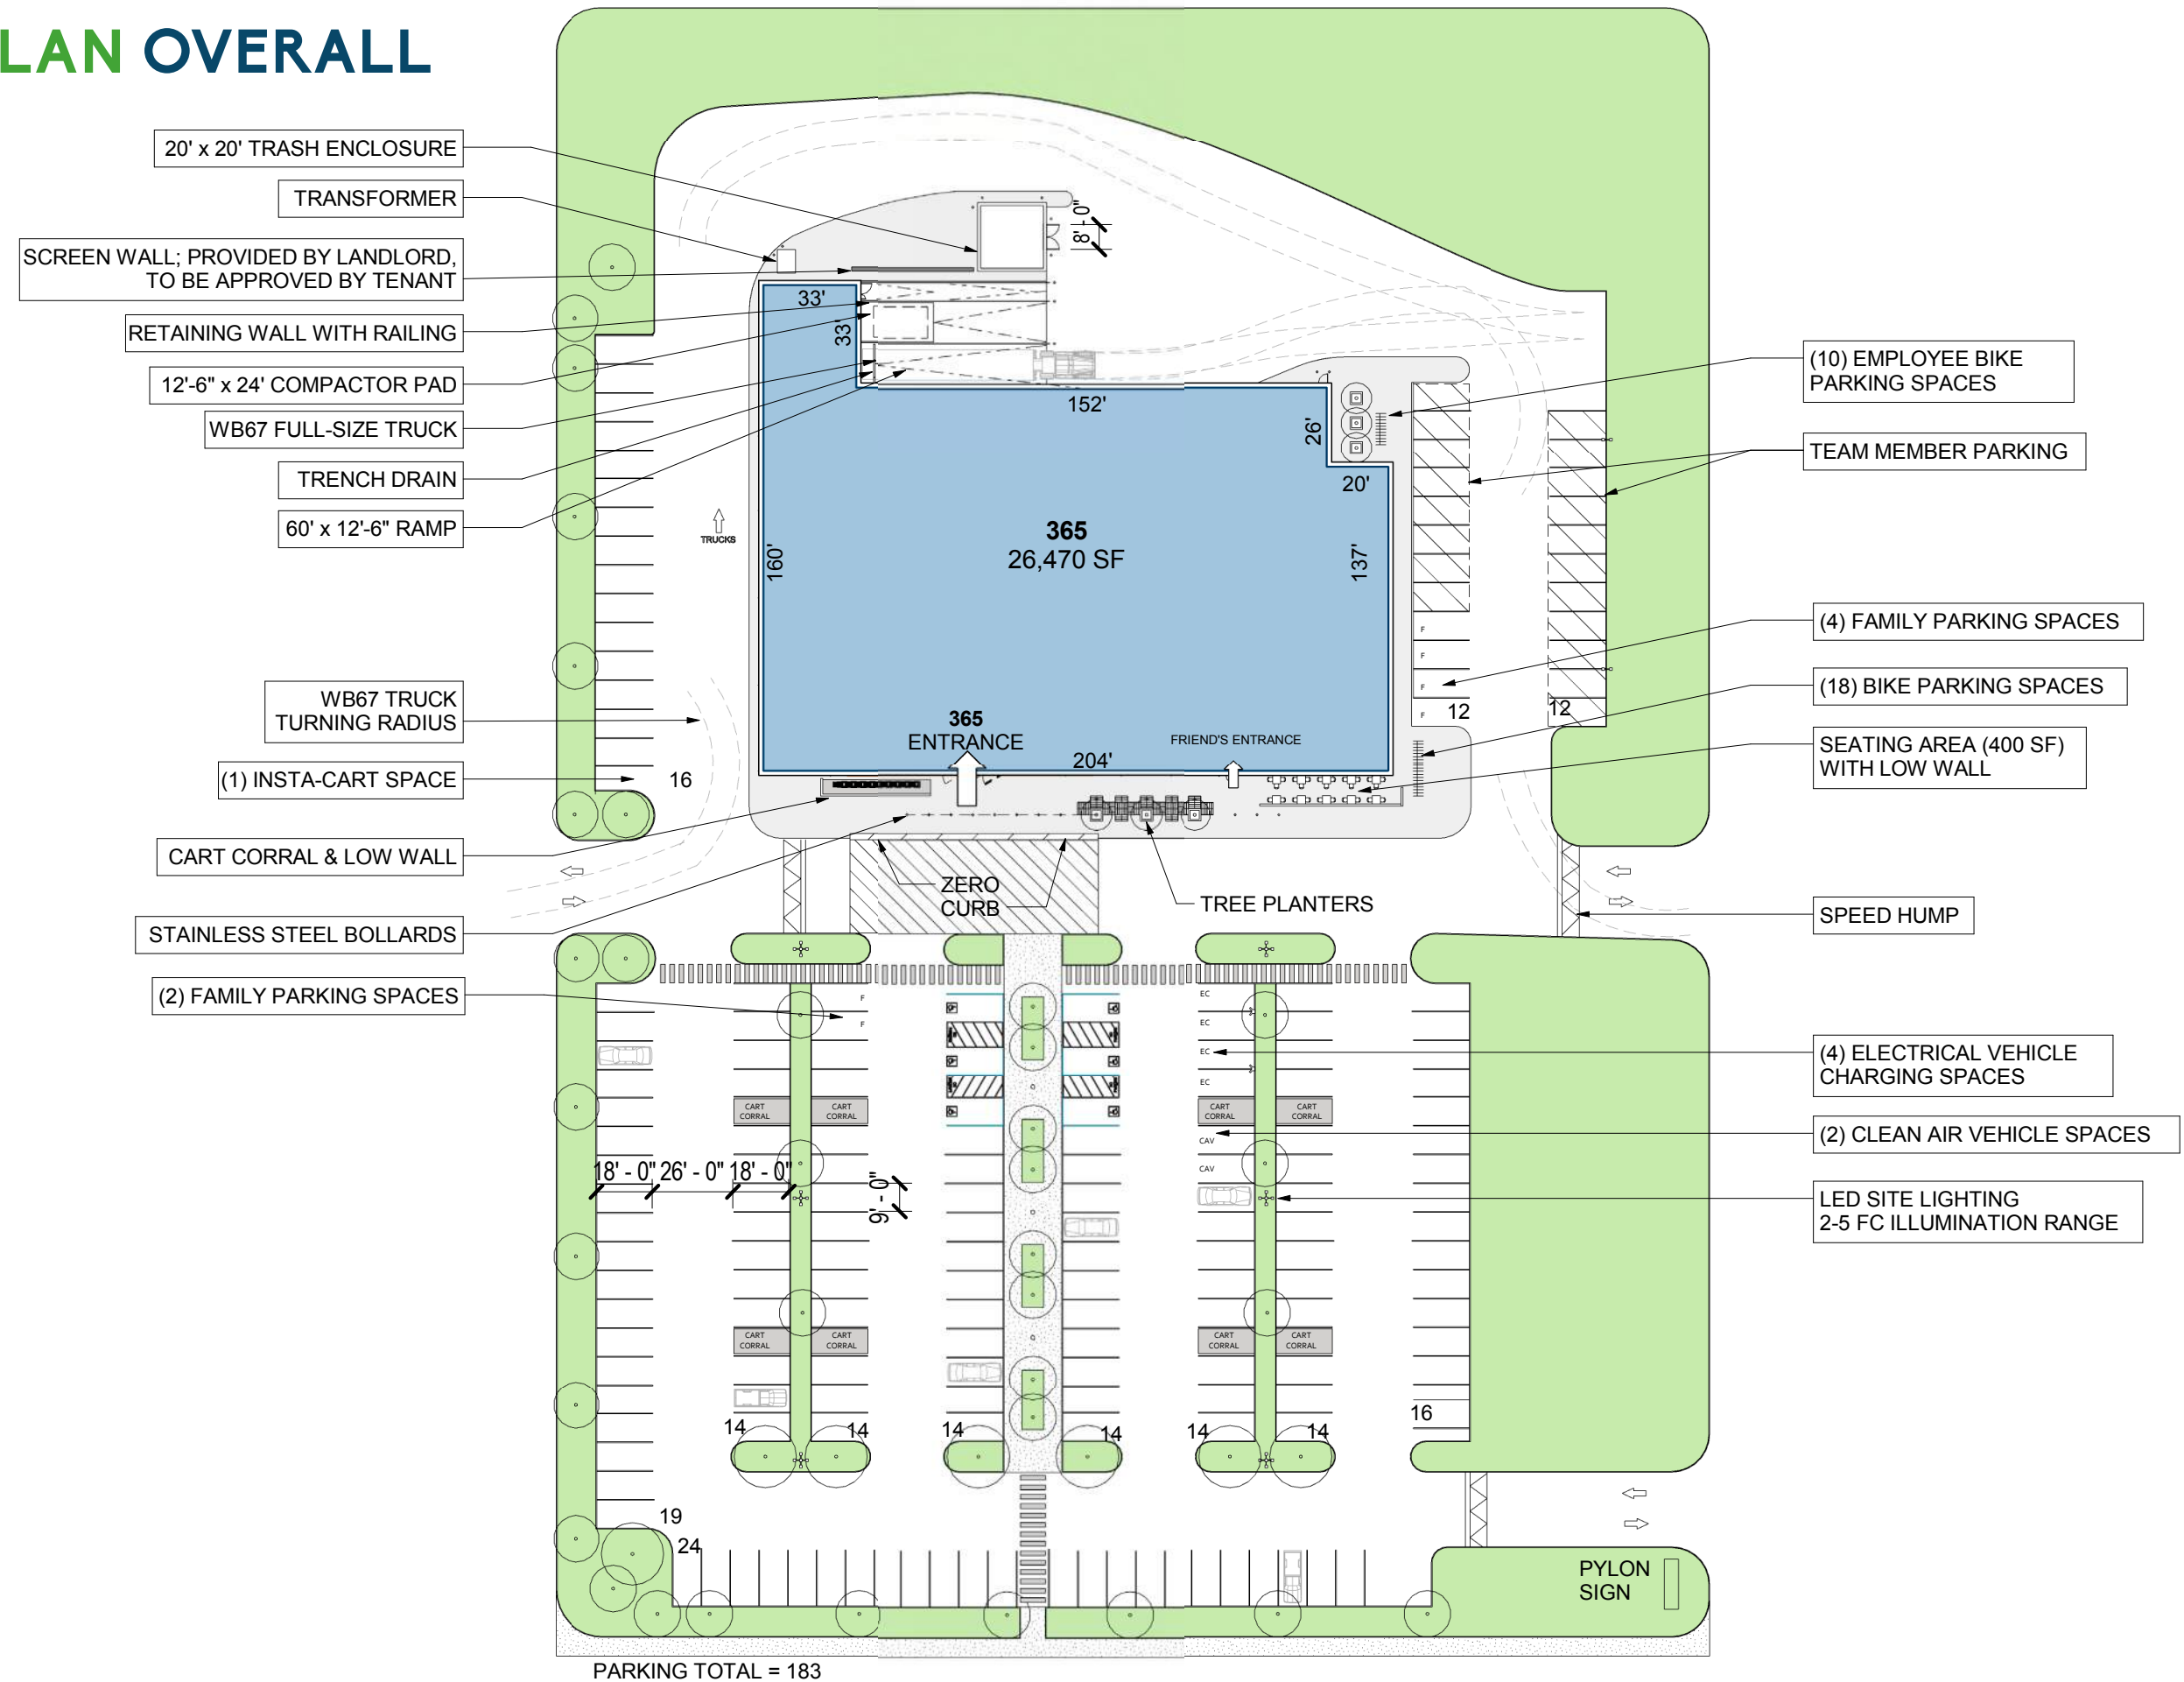 LAN OVERALL
20' x 20' TRASH ENCLOSURE
TRANSFORMER
SCREEN WALL; PROVIDED BY LANDLORD,
TO BE APPROVED BY TENANT
RETAINING WALL WITH RAILING
12'-6" x 24' COMPACTOR PAD
WB67 FULL-SIZE TRUCK
TRENCH DRAIN
60' x 12'-6" RAMP
WB67 TRUCK
TURNING RADIUS
(1) INSTA-CART SPACE
CART CORRAL & LOW WALL
STAINLESS STEEL BOLLARDS
(2) FAMILY PARKING SPACES
8' - 0"
33'
33'
152'
26'
20'
160'
137'
TRUCKS
365
26,470 SF
365
ENTRANCE
FRIEND'S ENTRANCE
204'
16
F
F
F
F
12
12
ZERO
CURB
TREE PLANTERS
(10) EMPLOYEE BIKE
PARKING SPACES
TEAM MEMBER PARKING
(4) FAMILY PARKING SPACES
(18) BIKE PARKING SPACES
SEATING AREA (400 SF)
WITH LOW WALL
SPEED HUMP
(4) ELECTRICAL VEHICLE
CHARGING SPACES
(2) CLEAN AIR VEHICLE SPACES
LED SITE LIGHTING
2-5 FC ILLUMINATION RANGE
F
F
EC
EC
EC
EC
CART
CORRAL
CART
CORRAL
CART
CORRAL
CART
CORRAL
CAV
CAV
18' - 0" 26' - 0" 18' - 0"
9' - 0"
CART
CORRAL
CART
CORRAL
CART
CORRAL
CART
CORRAL
14
14
14
14
14
14
16
19
24
PYLON
SIGN
PARKING TOTAL = 183